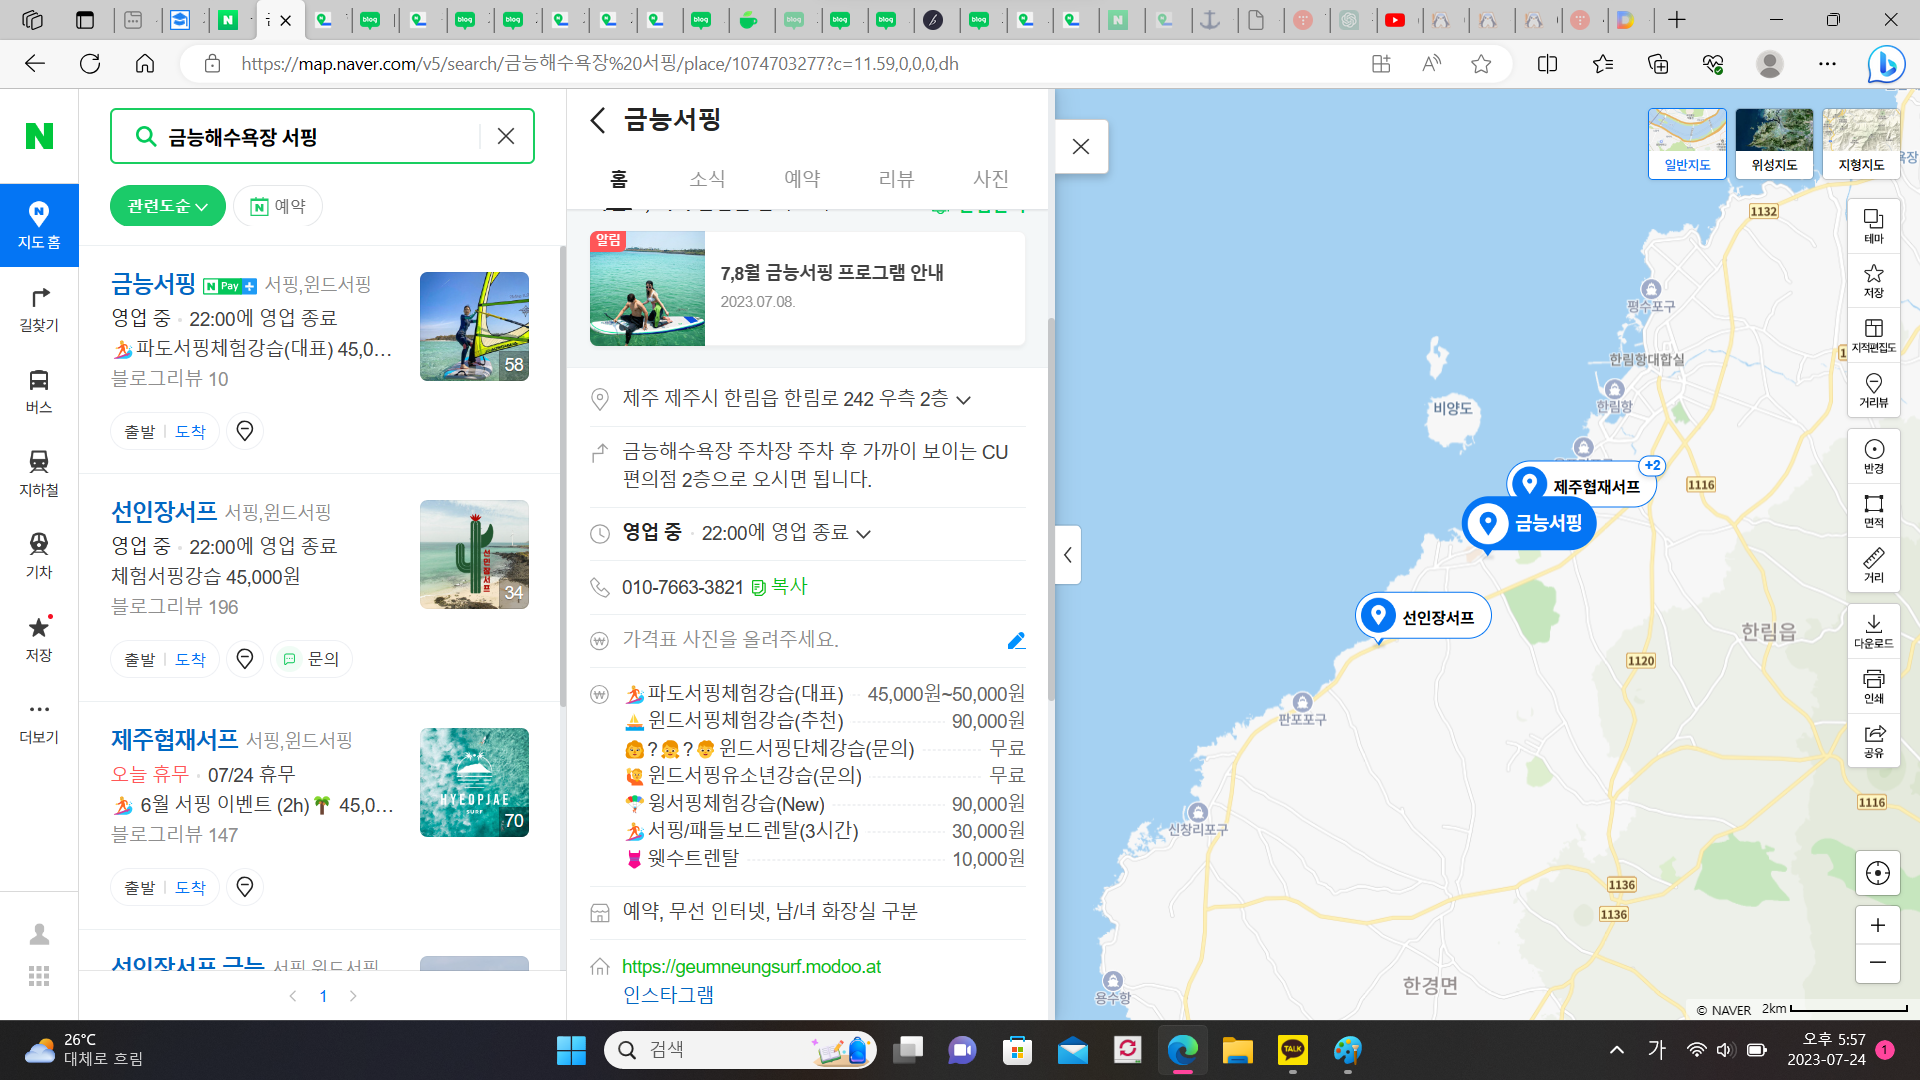 https://map.naver.com/v5/search/금능해수욕장%20서핑/place/1074703277?c=11.59,0,0,0,dh
N
금능해수욕장 서핑
관련도순
예약
지도 홈
길찾기
버스
지하철
기차
저장
더보기
금능서핑 N Pay + 서핑,윈드서핑
영업 중 · 22:00에 영업 종료
🏄파도서핑체험강습(대표) 45,0...
블로그리뷰 10
58
출발 | 도착
선인장서프 서핑,윈드서핑
영업 중 · 22:00에 영업 종료
체험서핑강습 45,000원
블로그리뷰 196
선인장서프
34
출발 | 도착
문의
제주협재서프 서핑,윈드서핑
오늘 휴무 · 07/24 휴무
🏄 6월 서핑 이벤트 (2h)🌴 45,0...
블로그리뷰 147
HYEOPJAE
SURF
70
출발 | 도착
선인장서프 금능 서핑,윈드서핑
1
금능서핑
홈
소식
예약
리뷰
사진
알림
7,8월 금능서핑 프로그램 안내
2023.07.08.
제주 제주시 한림읍 한림로 242 우측 2층
금능해수욕장 주차장 주차 후 가까이 보이는 CU
편의점 2층으로 오시면 됩니다.
영업 중 · 22:00에 영업 종료
010-7663-3821 복사
가격표 사진을 올려주세요.
🏄파도서핑체험강습(대표) 45,000원~50,000원
⛵윈드서핑체험강습(추천) 90,000원
👩?👧?👦윈드서핑단체강습(문의) 무료
🙋윈드서핑유소년강습(문의) 무료
🪂윙서핑체험강습(New) 90,000원
🏄서핑/패들보드렌탈(3시간) 30,000원
🩱웻수트렌탈 10,000원
예약, 무선 인터넷, 남/녀 화장실 구분
https://geumneungsurf.modoo.at
인스타그램
일반지도
위성지도
지형지도
테마
저장
지적편집도
거리뷰
반경
면적
거리
다운로드
인쇄
공유
1132
평수포구
한림항대합실
한림항
비양도
+2
제주협재서프
1116
금능서핑
선인장서프
한림읍
1120
판포포구
신창리포구
1116
1136
1136
한경면
용수항
© NAVER 2km
26°C
대체로 흐림
검색
TALK
가
오후 5:57
2023-07-24
1